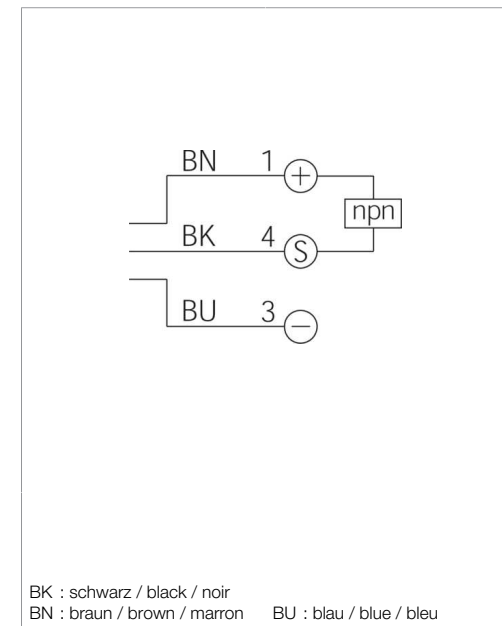 BN 1 +
npn
BK 4 S
BU 3 −
BK : schwarz / black / noir
BN : braun / brown / marron BU : blau / blue / bleu